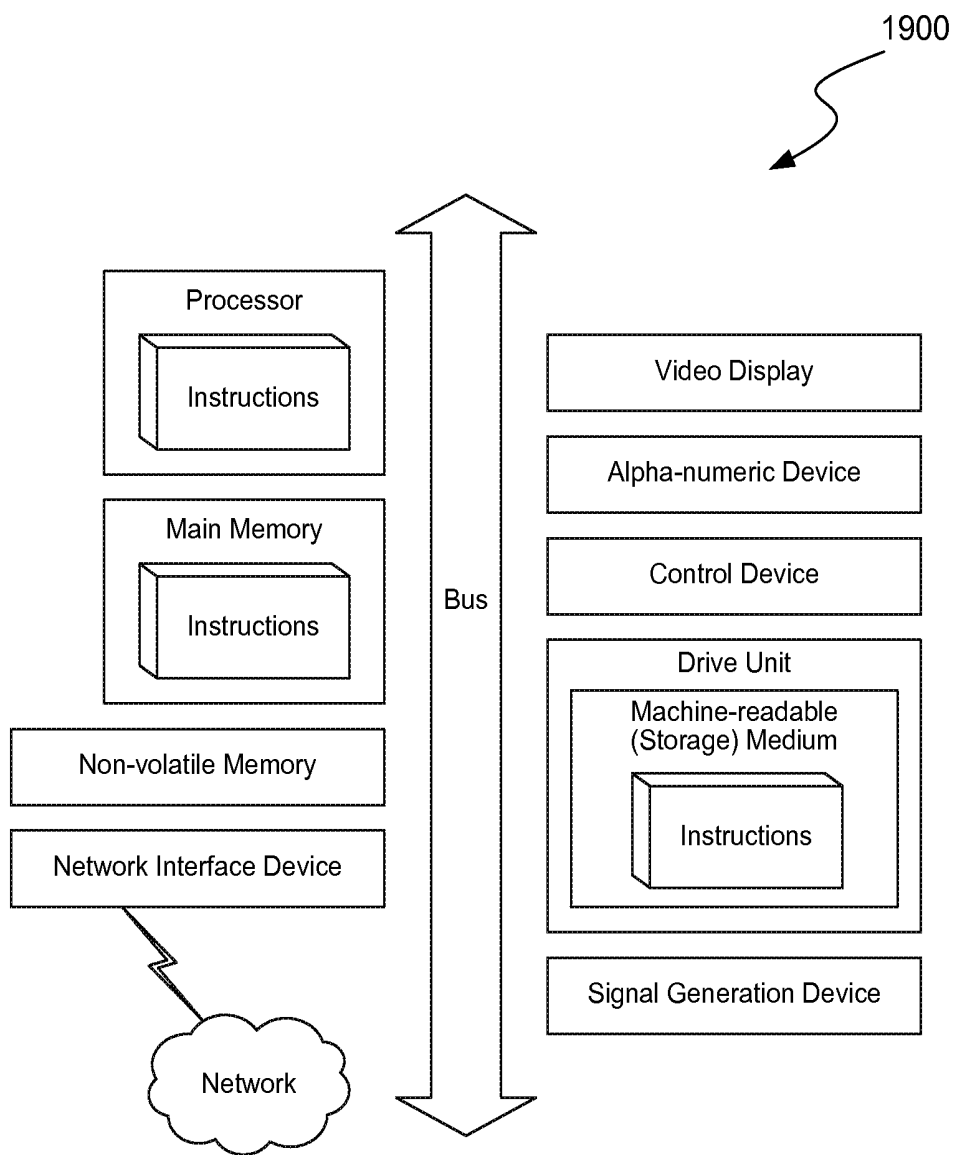 1900
Processor
Instructions
Main Memory
Instructions
Non-volatile Memory
Network Interface Device
Network
Bus
Video Display
Alpha-numeric Device
Control Device
Drive Unit
Machine-readable
(Storage) Medium
Instructions
Signal Generation Device